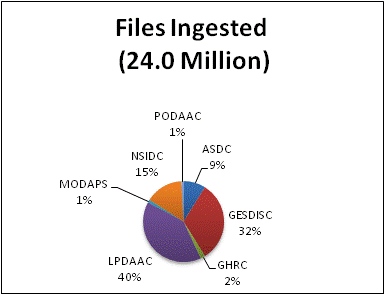 Files Ingested
(24.0 Million)
PODAAC
1%
ASDC
9%
NSIDC
15%
MODAPS
1%
GESDISC
32%
LPDAAC
40%
GHRC
2%